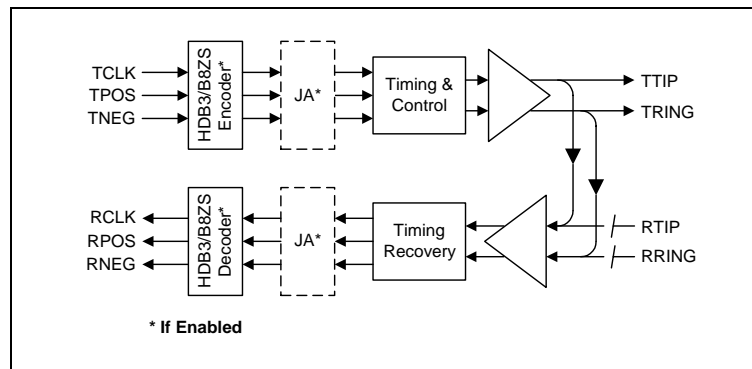 TCLK
TPOS
TNEG
HDB3/B8ZS
Encoder*
JA*
Timing &
Control
TTIP
TRING
RCLK
RPOS
RNEG
HDB3/B8ZS
Decoder*
JA*
Timing
Recovery
RTIP
RRING
* If Enabled